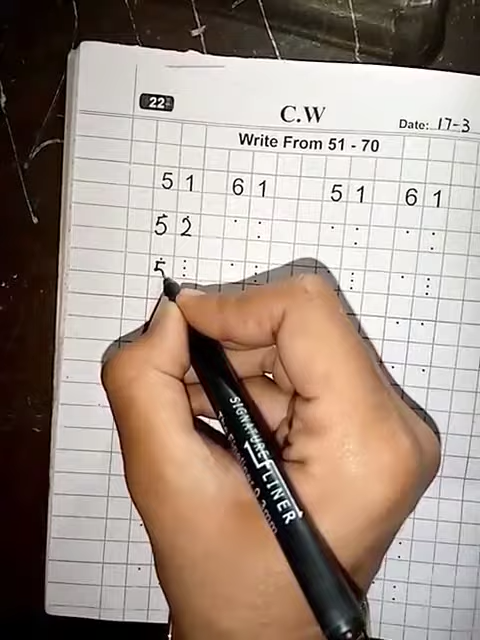 22
C.W
Date: 17-3
Write From 51 - 70
51 61 51 61
52
5
SIGNATURE LINER